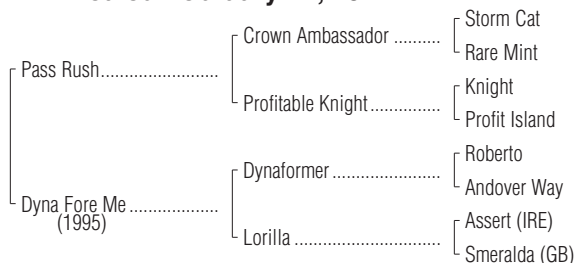 Storm Cat
Crown Ambassador ..........
Rare Mint
Pass Rush.........................
Knight
Profitable Knight...............
Profit Island
Roberto
Dynaformer .......................
Andover Way
Dyna Fore Me ...................
(1995)
Assert (IRE)
Lorilla ................................
Smeralda (GB)